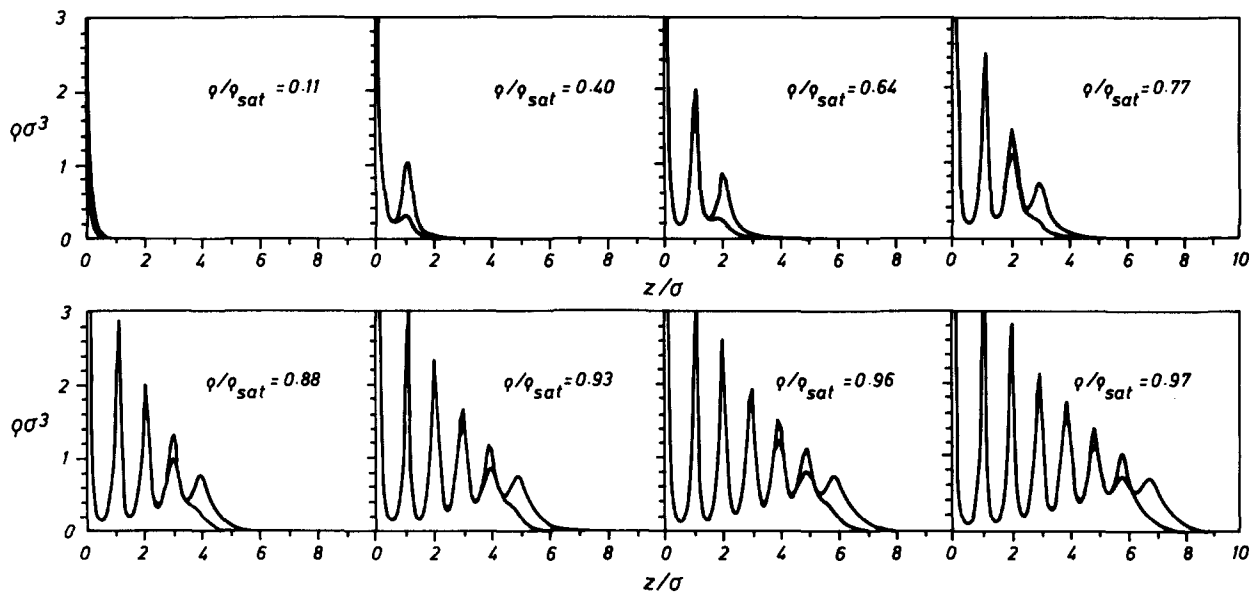 3
2
1
0
ρσ³
ρ/ρsat = 0.11
ρ/ρsat = 0.40
ρ/ρsat = 0.64
ρ/ρsat = 0.77
0 2 4 6 8 0 2 4 6 8 0 2 4 6 8 0 2 4 6 8 10
z/σ z/σ
3
2
1
0
ρσ³
ρ/ρsat = 0.88
ρ/ρsat = 0.93
ρ/ρsat = 0.96
ρ/ρsat = 0.97
0 2 4 6 8 0 2 4 6 8 0 2 4 6 8 0 2 4 6 8 10
z/σ z/σ